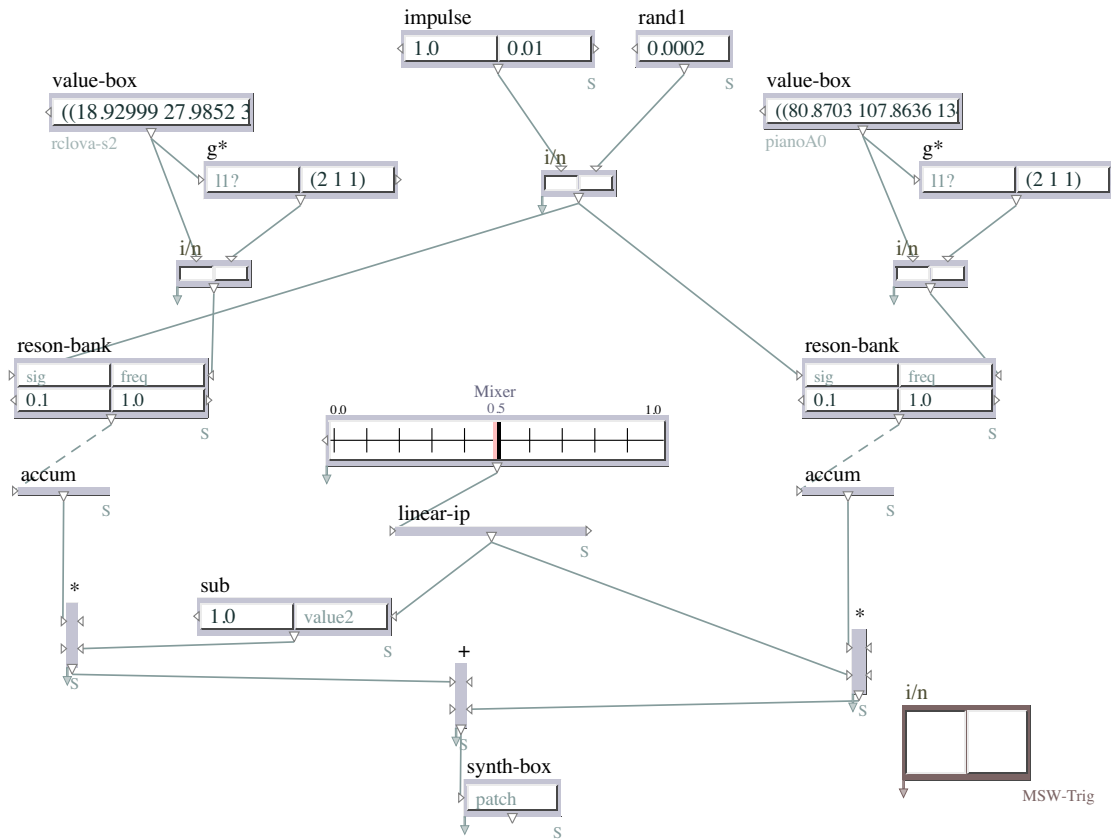 impulse
1.0 0.01
S
rand1
0.0002
S
value-box
((18.92999 27.9852 3
rclova-s2
g*
l1? (2 1 1)
i/n
value-box
((80.8703 107.8636 13
pianoA0
g*
l1? (2 1 1)
i/n
i/n
reson-bank
sig freq
0.1 1.0
S
reson-bank
sig freq
0.1 1.0
S
Mixer
0.0 0.5 1.0
accum
S
accum
S
linear-ip
S
sub
1.0 value2
S
*
S
*
S
+
S
synth-box
patch
S
i/n
MSW-Trig